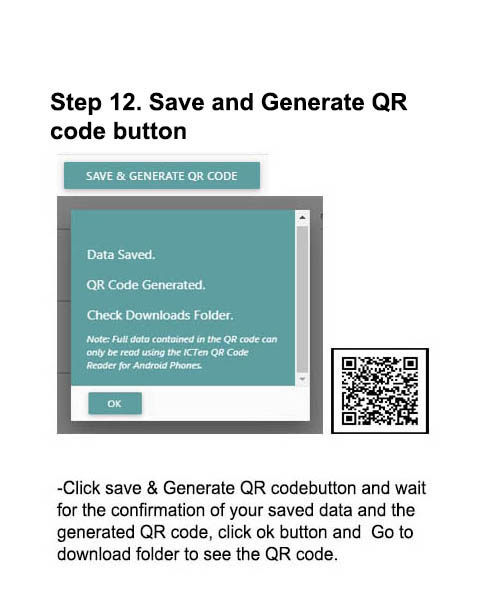 Step 12. Save and Generate QR
code button
SAVE & GENERATE QR CODE
Data Saved.
QR Code Generated.
Check Downloads Folder.
Note: Full data contained in the QR code can
only be read using the ICTen QR Code
Reader for Android Phones.
OK
-Click save & Generate QR codebutton and wait
for the confirmation of your saved data and the
generated QR code, click ok button and  Go to
download folder to see the QR code.